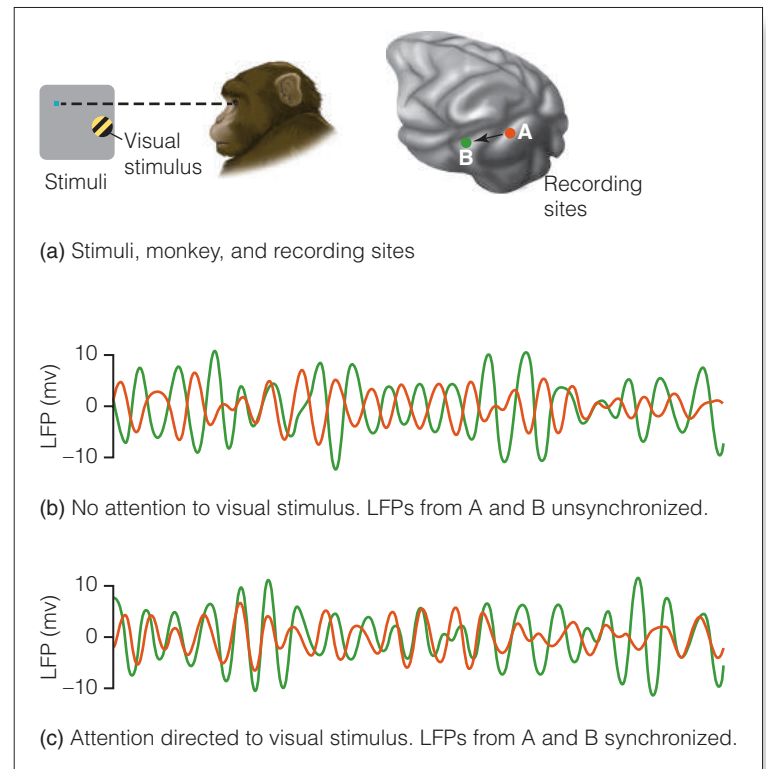 Visual
stimulus
Stimuli
A
B
Recording
sites
(a) Stimuli, monkey, and recording sites
10
0
−10
LFP (mv)
(b) No attention to visual stimulus. LFPs from A and B unsynchronized.
10
0
−10
LFP (mv)
(c) Attention directed to visual stimulus. LFPs from A and B synchronized.